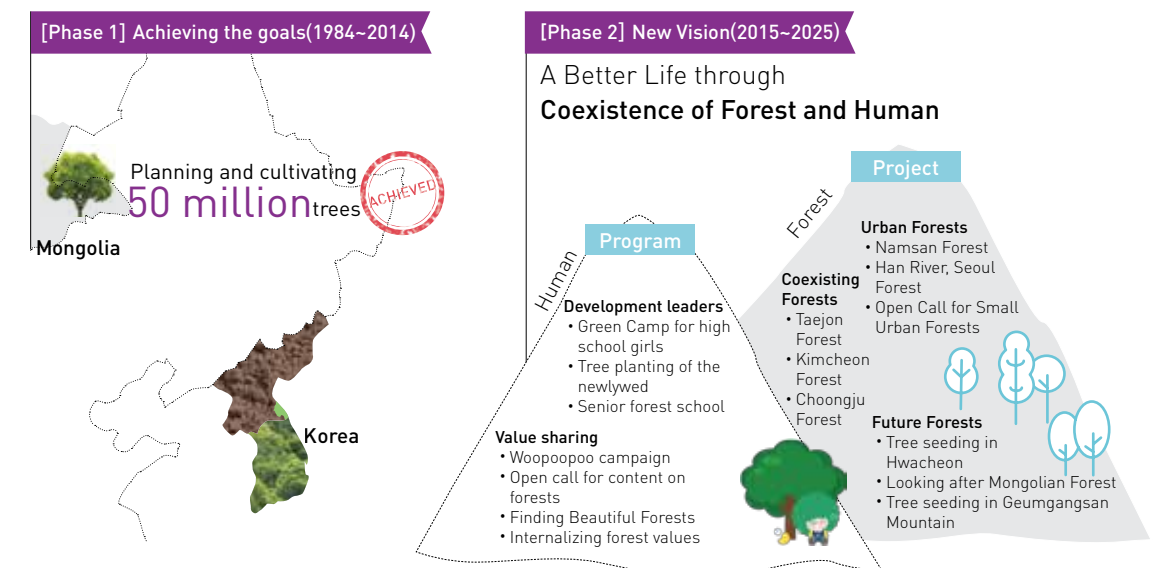 [Phase 1] Achieving the goals(1984~2014)
Planning and cultivating
50 million trees
ACHIEVED
Mongolia
Korea
[Phase 2] New Vision(2015~2025)
A Better Life through
Coexistence of Forest and Human
Program
Human
Development leaders
• Green Camp for high
school girls
• Tree planting of the
newlywed
• Senior forest school
Value sharing
• Woopoopoo campaign
• Open call for content on
forests
• Finding Beautiful Forests
• Internalizing forest values
Project
Forest
Urban Forests
• Namsan Forest
• Han River, Seoul
Forest
• Open Call for Small
Urban Forests
Coexisting
Forests
• Taejon
Forest
• Kimcheon
Forest
• Choongju
Forest
Future Forests
• Tree seeding in
Hwacheon
• Looking after Mongolian Forest
• Tree seeding in Geumgangsan
Mountain